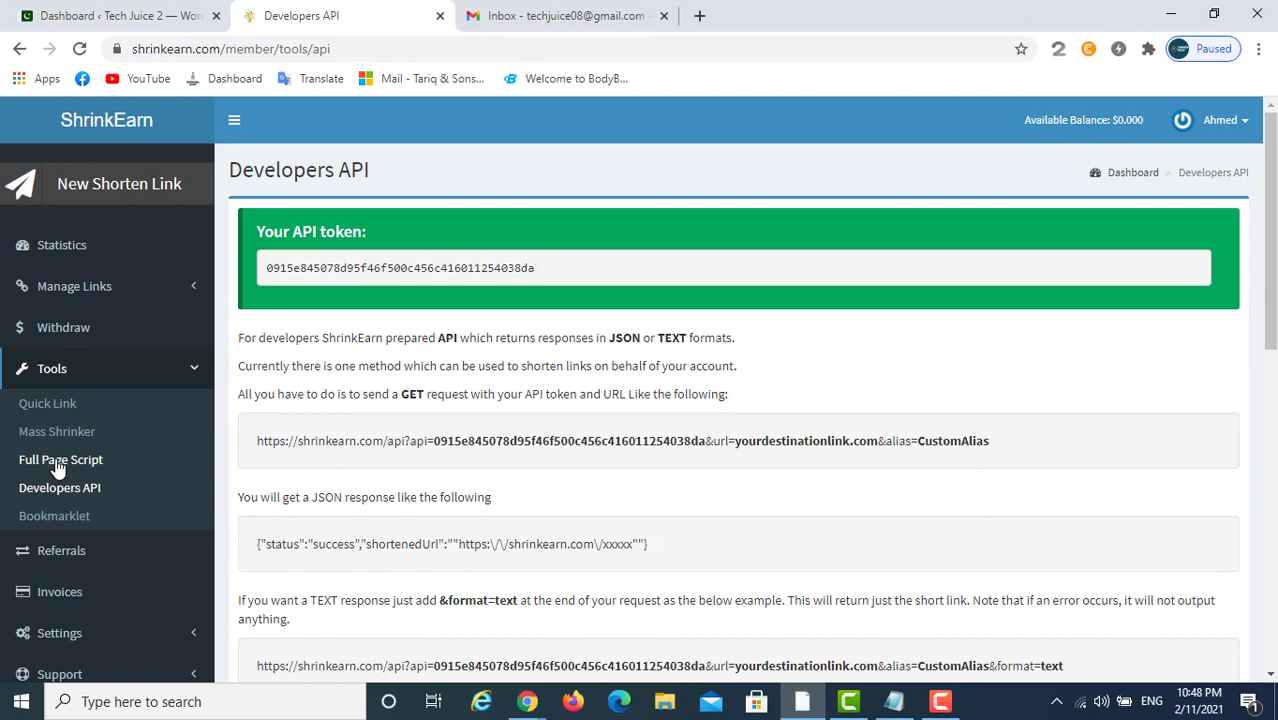 Dashboard ‹ Tech Juice 2 — Wor
Developers API
Inbox - techjuice08@gmail.com -
shrinkearn.com/member/tools/api
Paused
Apps
YouTube
Dashboard
Translate
Mail - Tariq & Sons...
Welcome to BodyB...
ShrinkEarn
Available Balance: $0.000
Ahmed
New Shorten Link
Developers API
Dashboard > Developers API
Statistics
Manage Links
Withdraw
Tools
Quick Link
Mass Shrinker
Full Page Script
Developers API
Bookmarklet
Referrals
Invoices
Settings
Support
Your API token:
0915e845078d95f46f500c456c416011254038da
For developers ShrinkEarn prepared API which returns responses in JSON or TEXT formats.
Currently there is one method which can be used to shorten links on behalf of your account.
All you have to do is to send a GET request with your API token and URL Like the following:
https://shrinkearn.com/api?api=0915e845078d95f46f500c456c416011254038da&url=yourdestinationlink.com&alias=CustomAlias
You will get a JSON response like the following
{"status":"success","shortenedUrl":""https:\/\/shrinkearn.com\/xxxxx""}
If you want a TEXT response just add &format=text at the end of your request as the below example. This will return just the short link. Note that if an error occurs, it will not output
anything.
https://shrinkearn.com/api?api=0915e845078d95f46f500c456c416011254038da&url=yourdestinationlink.com&alias=CustomAlias&format=text
Type here to search
ENG
10:48 PM
2/11/2021
1